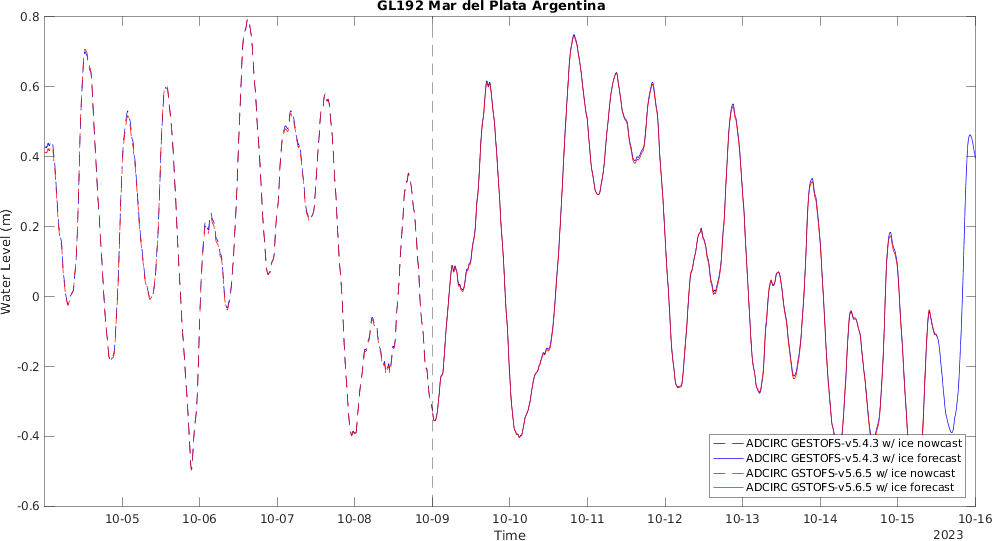 GL192 Mar del Plata Argentina
0.8
0.6
0.4
0.2
0
-0.2
-0.4
-0.6
Water Level (m)
10-05 10-06 10-07 10-08 10-09 10-10 10-11 10-12 10-13 10-14 10-15 10-16
Time
2023
ADCIRC GESTOFS-v5.4.3 w/ ice nowcast
ADCIRC GESTOFS-v5.4.3 w/ ice forecast
ADCIRC GSTOFS-v5.6.5 w/ ice nowcast
ADCIRC GSTOFS-v5.6.5 w/ ice forecast